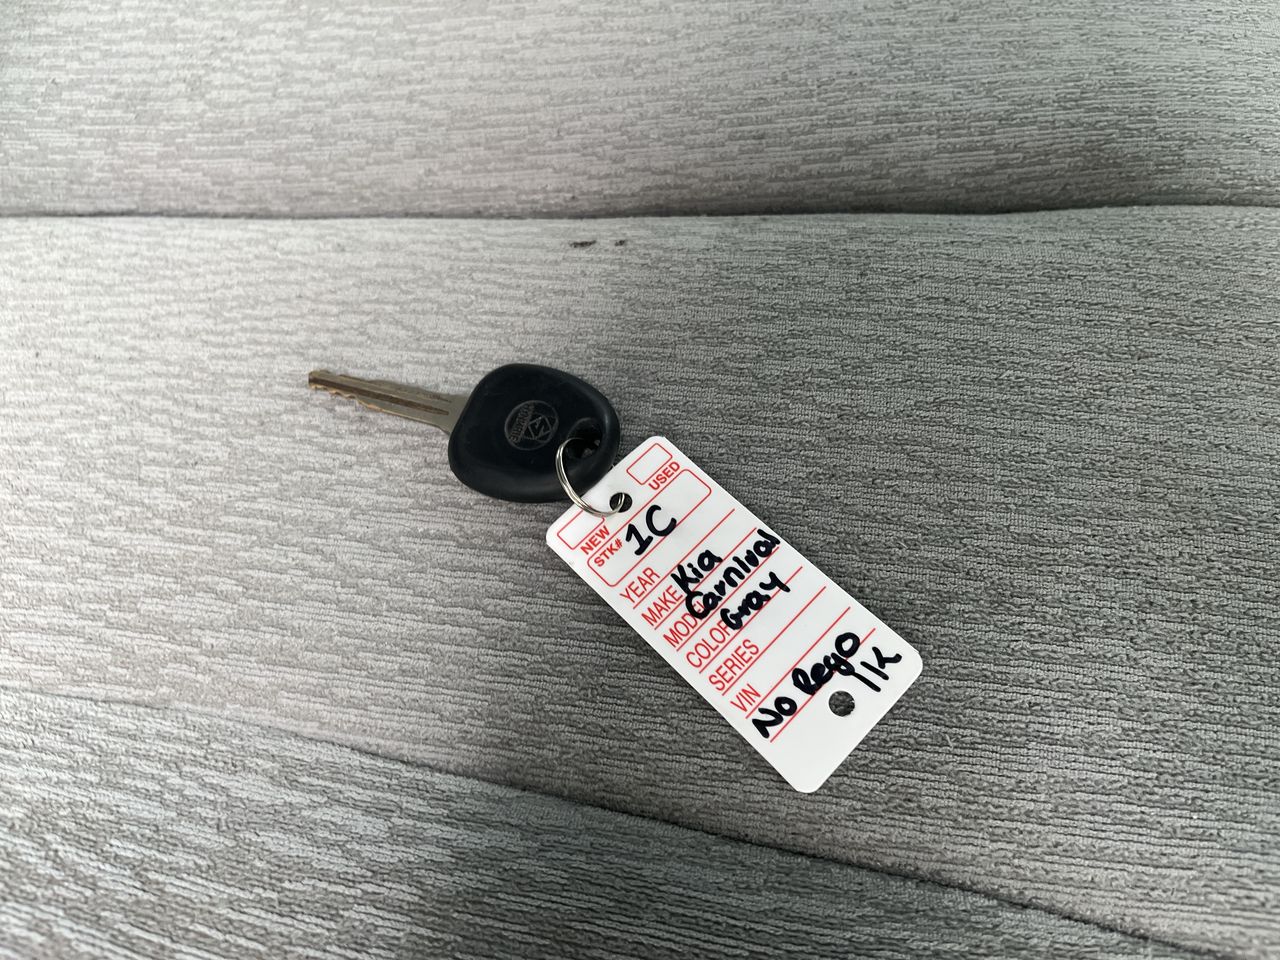 USED
NEW
STK# 1C
YEAR
MAKE Kia
MODEL Carnival
COLOR Gray
SERIES
VIN
No Rego
1K